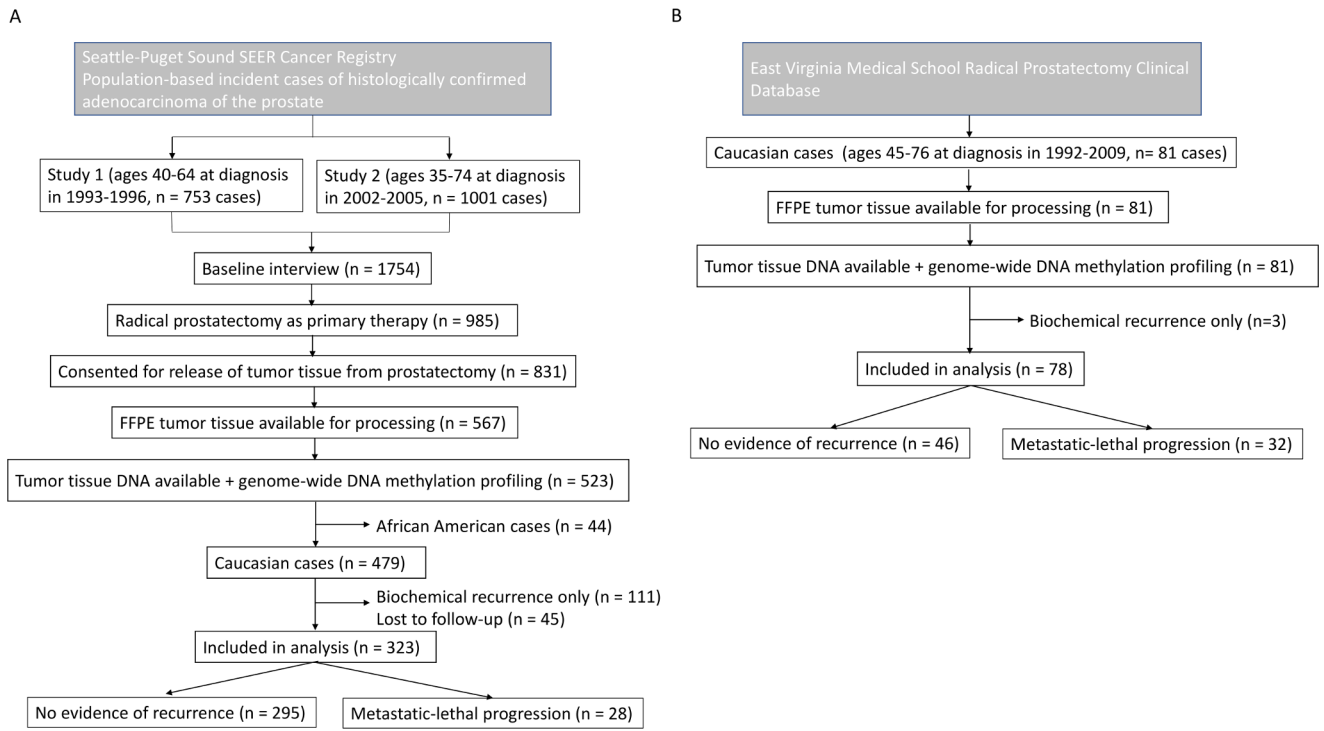 A
Seattle-Puget Sound SEER Cancer Registry
Population-based incident cases of histologically confirmed
adenocarcinoma of the prostate
Study 1 (ages 40-64 at diagnosis
in 1993-1996, n = 753 cases)
Study 2 (ages 35-74 at diagnosis
in 2002-2005, n = 1001 cases)
Baseline interview (n = 1754)
Radical prostatectomy as primary therapy (n = 985)
Consented for release of tumor tissue from prostatectomy (n = 831)
FFPE tumor tissue available for processing (n = 567)
Tumor tissue DNA available + genome-wide DNA methylation profiling (n = 523)
African American cases (n = 44)
Caucasian cases (n = 479)
Biochemical recurrence only (n = 111)
Lost to follow-up (n = 45)
Included in analysis (n = 323)
No evidence of recurrence (n = 295)
Metastatic-lethal progression (n = 28)
B
East Virginia Medical School Radical Prostatectomy Clinical
Database
Caucasian cases (ages 45-76 at diagnosis in 1992-2009, n= 81 cases)
FFPE tumor tissue available for processing (n = 81)
Tumor tissue DNA available + genome-wide DNA methylation profiling (n = 81)
Biochemical recurrence only (n=3)
Included in analysis (n = 78)
No evidence of recurrence (n = 46)
Metastatic-lethal progression (n = 32)